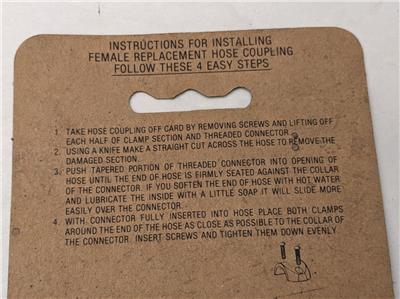 INSTRUCTIONS FOR INSTALLING
FEMALE REPLACEMENT HOSE COUPLING
FOLLOW THESE 4 EASY STEPS
1. TAKE HOSE COUPLING OFF CARD BY REMOVING SCREWS AND LIFTING OFF
EACH HALF OF CLAMP SECTION AND THREADED CONNECTOR.
2. USING A KNIFE MAKE A STRAIGHT CUT ACROSS THE HOSE TO REMOVE THE
DAMAGED SECTION.
3. PUSH TAPERED PORTION OF THREADED CONNECTOR INTO OPENING OF
HOSE UNTIL THE END OF HOSE IS FIRMLY SEATED AGAINST THE COLLAR
OF THE CONNECTOR. IF YOU SOFTEN THE END OF HOSE WITH HOT WATER
AND LUBRICATE THE INSIDE WITH A LITTLE SOAP IT WILL SLIDE MORE
EASILY OVER THE CONNECTOR.
4. WITH CONNECTOR FULLY INSERTED INTO HOSE PLACE BOTH CLAMPS
AROUND THE END OF THE HOSE AS CLOSE AS POSSIBLE TO THE COLLAR OF
THE CONNECTOR. INSERT SCREWS AND TIGHTEN THEM DOWN EVENLY